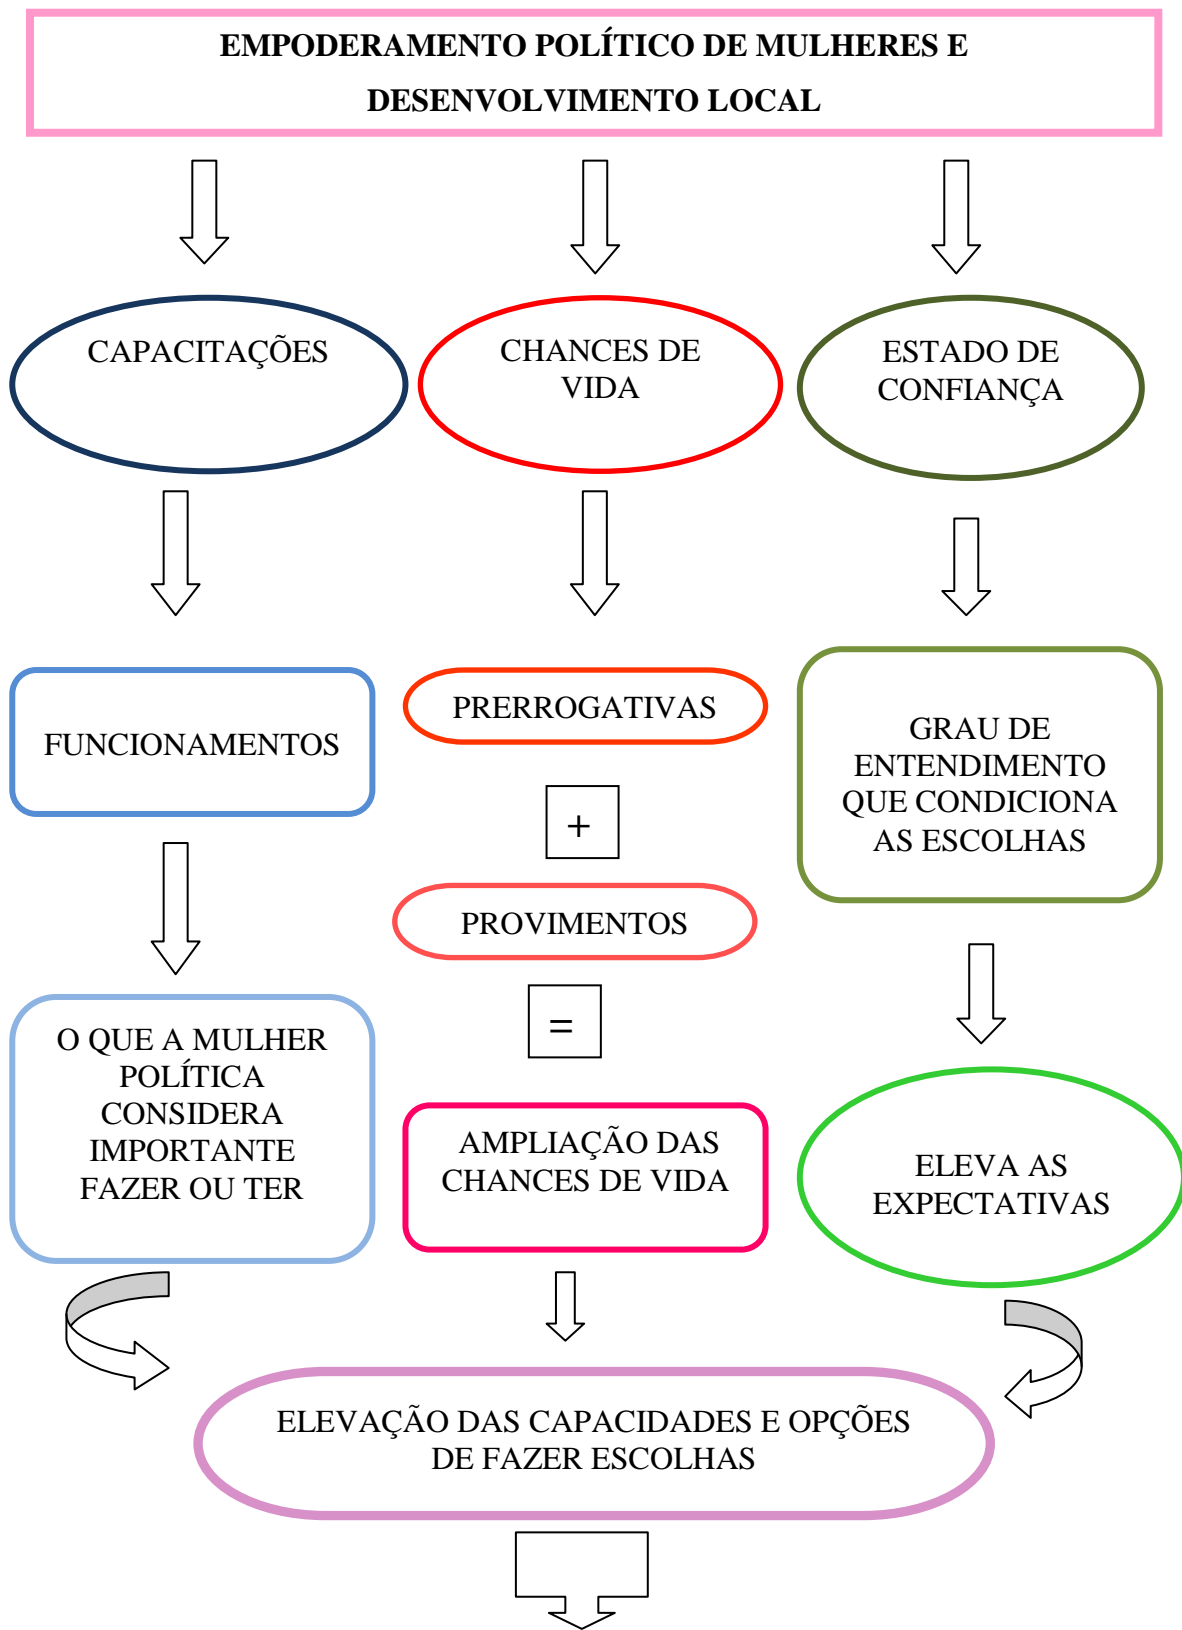 EMPODERAMENTO POLÍTICO DE MULHERES E
DESENVOLVIMENTO LOCAL
CAPACITAÇÕES
CHANCES DE
VIDA
ESTADO DE
CONFIANÇA
FUNCIONAMENTOS
PRERROGATIVAS
+
PROVIMENTOS
=
GRAU DE
ENTENDIMENTO
QUE CONDICIONA
AS ESCOLHAS
O QUE A MULHER
POLÍTICA
CONSIDERA
IMPORTANTE
FAZER OU TER
AMPLIAÇÃO DAS
CHANCES DE VIDA
ELEVA AS
EXPECTATIVAS
ELEVAÇÃO DAS CAPACIDADES E OPÇÕES
DE FAZER ESCOLHAS